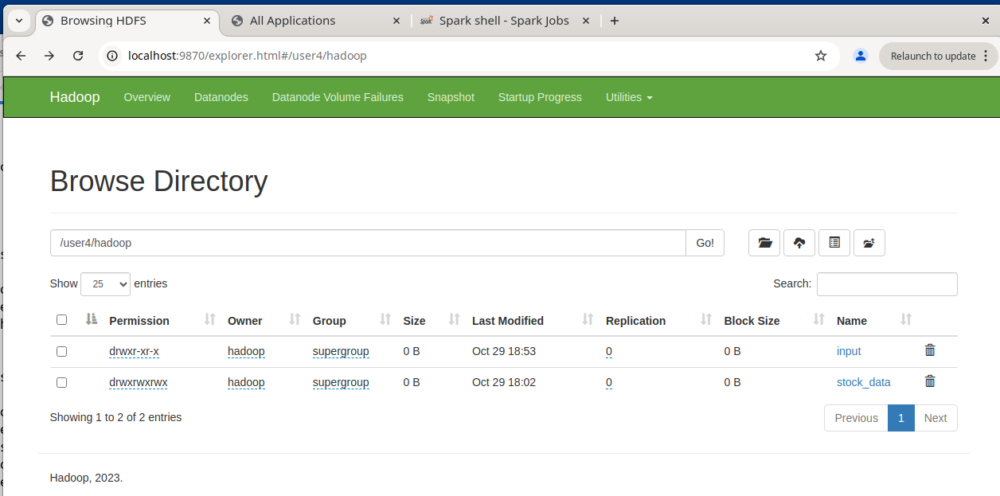 Browsing HDFS
All Applications
Spark shell - Spark Jobs
localhost:9870/explorer.html#/user4/hadoop
Relaunch to update
Hadoop Overview Datanodes Datanode Volume Failures Snapshot Startup Progress Utilities
Browse Directory
/user4/hadoop Go!
Show 25 entries Search:
Permission Owner Group Size Last Modified Replication Block Size Name
drwxr-xr-x hadoop supergroup 0 B Oct 29 18:53 0 0 B input
drwxrwxrwx hadoop supergroup 0 B Oct 29 18:02 0 0 B stock_data
Showing 1 to 2 of 2 entries Previous 1 Next
Hadoop, 2023.